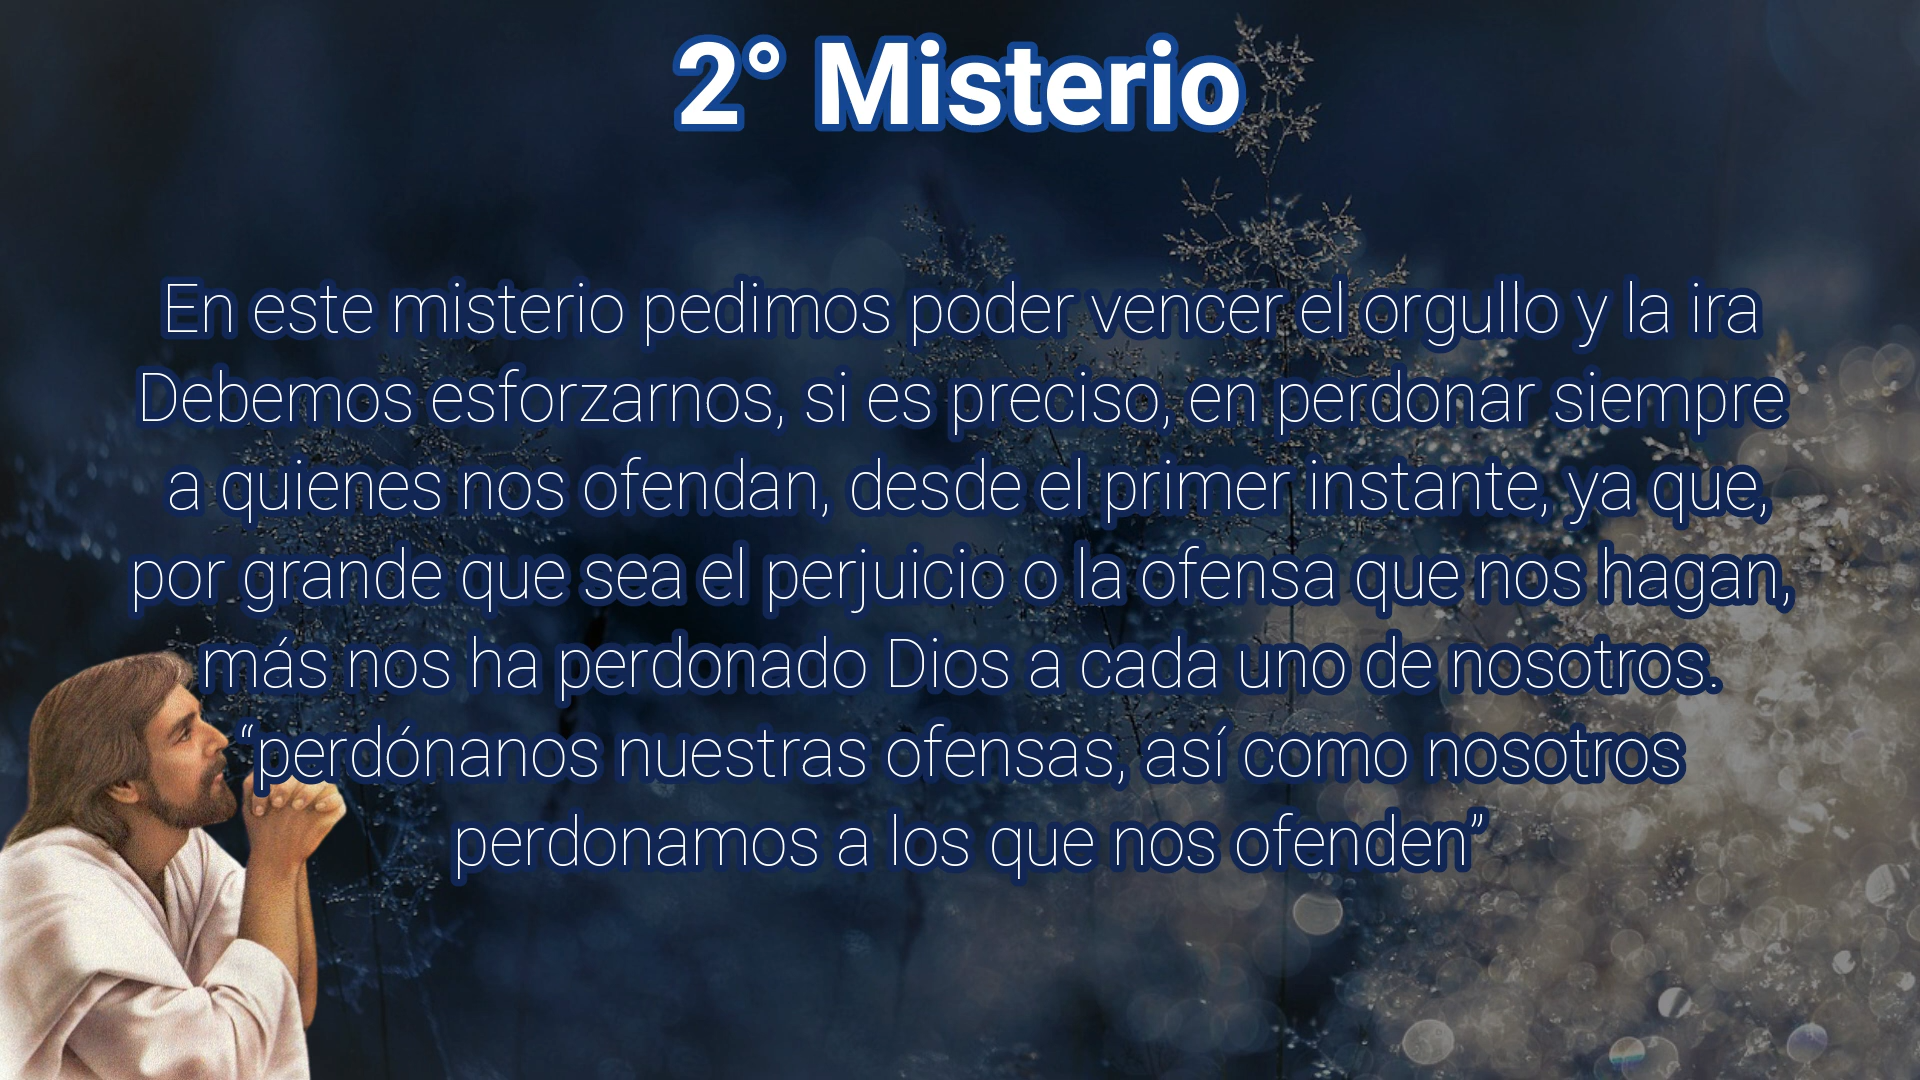 2° Misterio
En este misterio pedimos poder vencer el orgullo y la ira
Debemos esforzarnos, si es preciso, en perdonar siempre
a quienes nos ofendan, desde el primer instante, ya que,
por grande que sea el perjuicio o la ofensa que nos hagan,
más nos ha perdonado Dios a cada uno de nosotros.
“perdónanos nuestras ofensas, así como nosotros
perdonamos a los que nos ofenden”